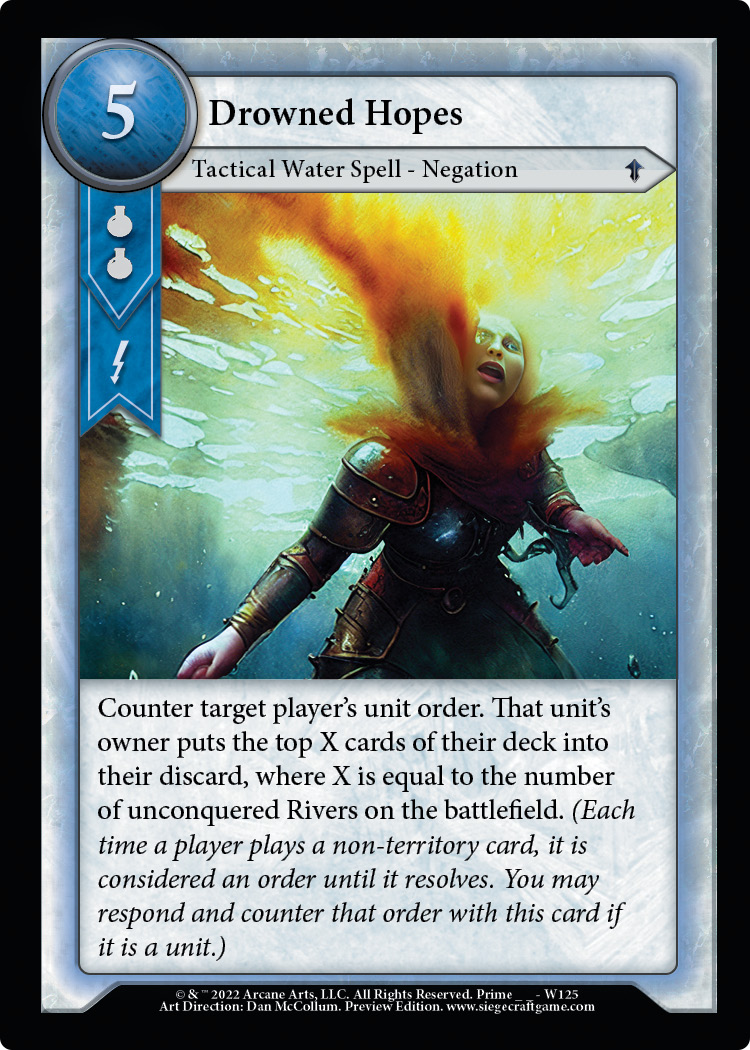 5
Drowned Hopes
Tactical Water Spell - Negation
Counter target player's unit order. That unit's
owner puts the top X cards of their deck into
their discard, where X is equal to the number
of unconquered Rivers on the battlefield. (Each
time a player plays a non-territory card, it is
considered an order until it resolves. You may
respond and counter that order with this card if
it is a unit.)
© & ™ 2022 Arcane Arts, LLC. All Rights Reserved. Prime _ _ - W125
Art Direction: Dan McCollum. Preview Edition. www.siegecraftgame.com